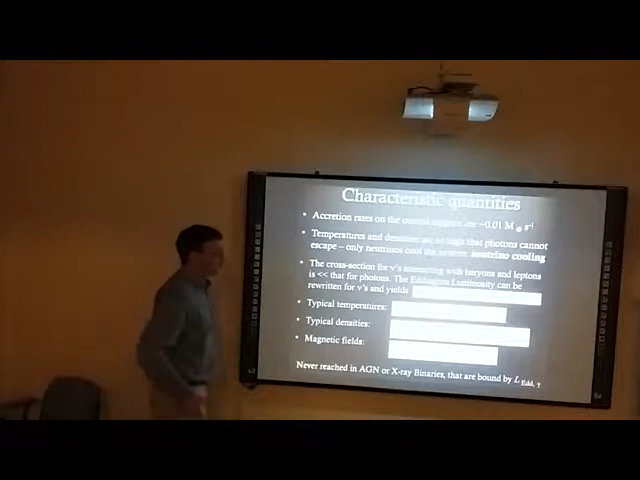 Characteristic quantities
• Accretion rates on the ~0.01 M s⁻¹
• Temperatures and densities are so high that photons cannot
escape – only neutrinos cool the system: neutrino cooling
• The cross-section for ν's interacting with baryons and leptons
is << that for photons. The Eddington Luminosity can be
rewritten for ν's and yields
• Typical temperatures:
• Typical densities:
• Magnetic fields:
Never reached in AGN or X-ray Binaries, that are bound by L Edd, γ